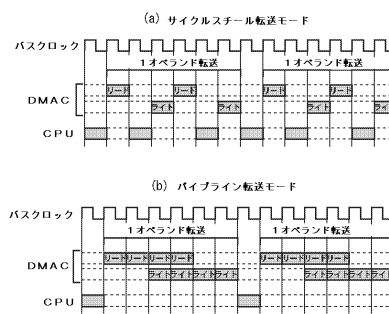 (a) サイクルスチール転送モード
バスクロック
1オペランド転送 1オペランド転送
リード リード リード リード
DMAC
ライト ライト ライト ライト
CPU
(b) パイプライン転送モード
バスクロック
1オペランド転送 1オペランド転送
リード リード リード リード リード リード リード リード
DMAC
ライト ライト ライト ライト ライト ライト ライト ライト
CPU